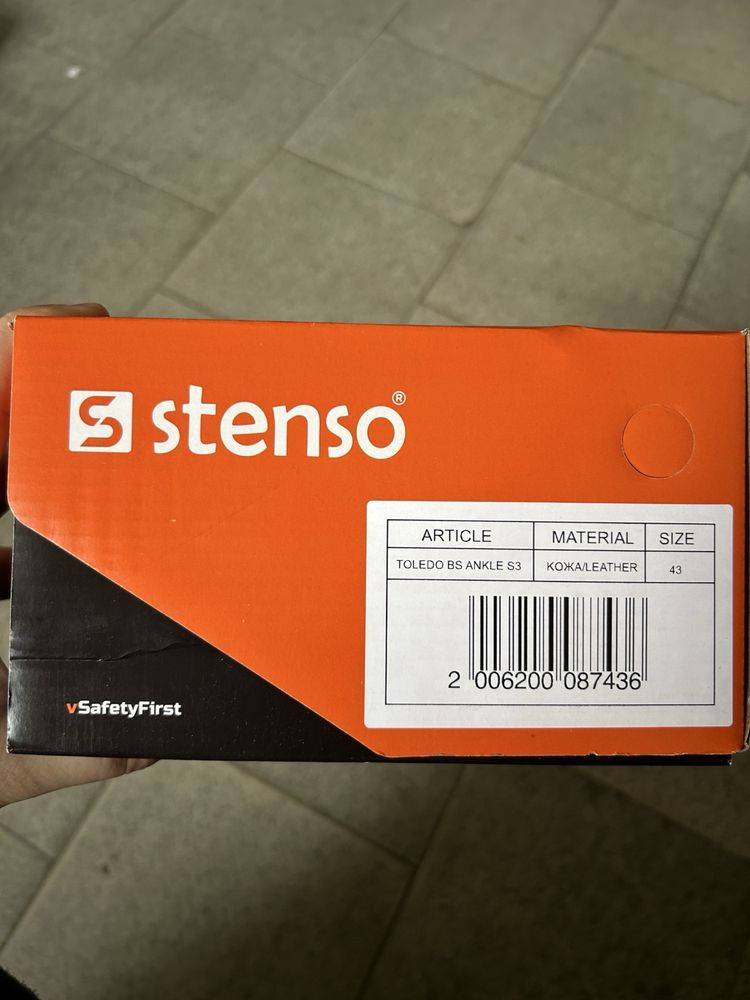 stenso®
ARTICLE MATERIAL SIZE
TOLEDO BS ANKLE S3 КОЖА/LEATHER 43
2 006200 087436
vSafetyFirst